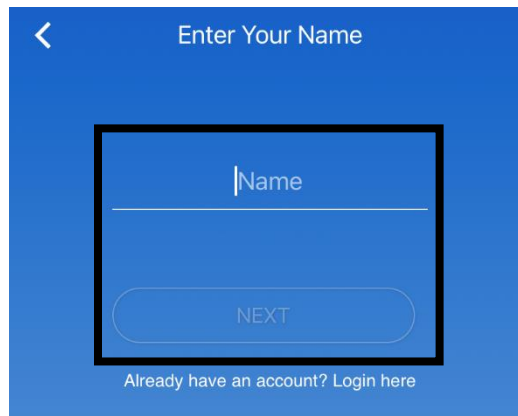 Enter Your Name
Name
NEXT
Already have an account? Login here